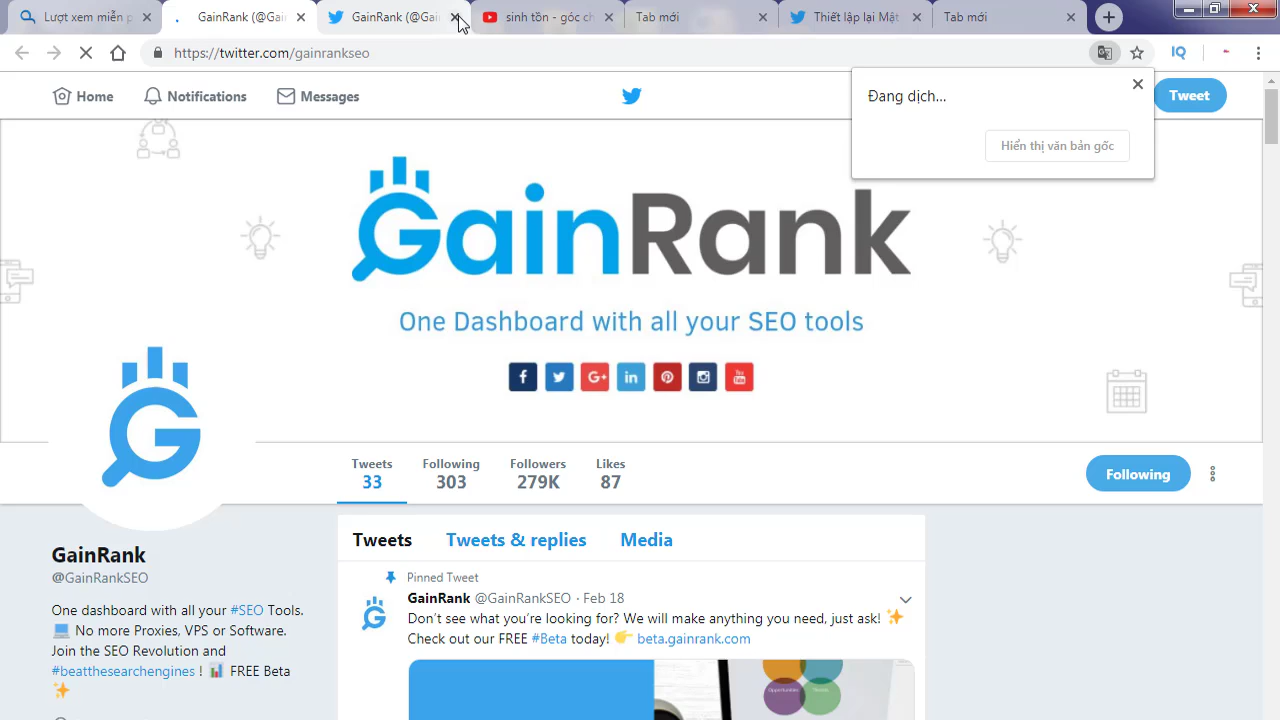 Lượt xem miễn p
GainRank (@Gai
GainRank (@Gai
sinh tồn - góc ch
Tab mới
Thiết lập lại Mật
Tab mới
https://twitter.com/gainrankseo
IQ
Home
Notifications
Messages
Đang dịch...
Hiển thị văn bản gốc
Tweet
GainRank
One Dashboard with all your SEO tools
Tweets
33
Following
303
Followers
279K
Likes
87
Following
GainRank
@GainRankSEO
One dashboard with all your #SEO Tools.
💻 No more Proxies, VPS or Software.
Join the SEO Revolution and
#beatthesearchengines ! 📊 FREE Beta
✨
Tweets
Tweets & replies
Media
Pinned Tweet
GainRank @GainRankSEO · Feb 18
Don't see what you're looking for? We will make anything you need, just ask! ✨
Check out our FREE #Beta today! 👉 beta.gainrank.com